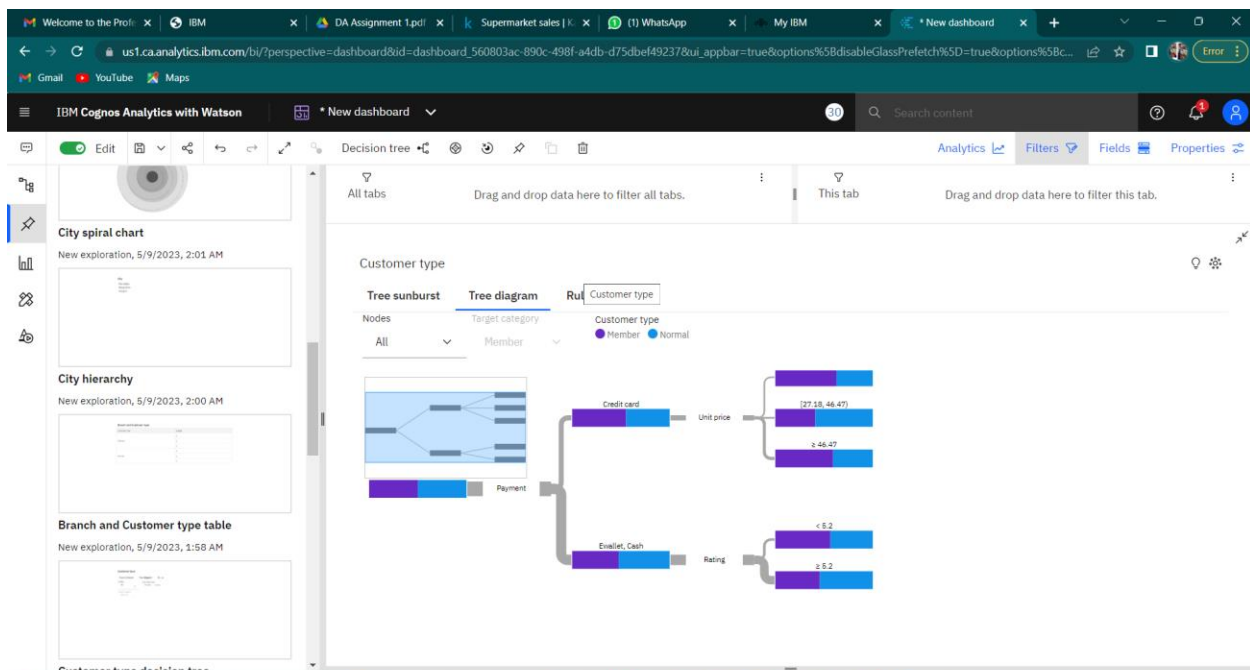 Welcome to the Profe
IBM
DA Assignment 1.pdf
Supermarket sales | K
(1) WhatsApp
My IBM
* New dashboard
us1.ca.analytics.ibm.com/bi/?perspective=dashboard&id=dashboard_560803ac-890c-498f-a4db-d75dbef49237&ui_appbar=true&options%5BdisableGlassPrefetch%5D=true&options%5Bc...
Error
Gmail
YouTube
Maps
IBM Cognos Analytics with Watson
* New dashboard
30
Search content
1
Edit
Decision tree
Analytics
Filters
Fields
Properties
All tabs
Drag and drop data here to filter all tabs.
This tab
Drag and drop data here to filter this tab.
City spiral chart
New exploration, 5/9/2023, 2:01 AM
City hierarchy
New exploration, 5/9/2023, 2:00 AM
Branch and Customer type table
New exploration, 5/9/2023, 1:58 AM
Customer type decision tree
Customer type
Tree sunburst
Tree diagram
Rul
Customer type
Nodes
Target category
Customer type
All
Member
Member
Normal
Credit card
Unit price
[27.18, 46.47)
≥ 46.47
Payment
Ewallet, Cash
Rating
< 5.2
≥ 5.2